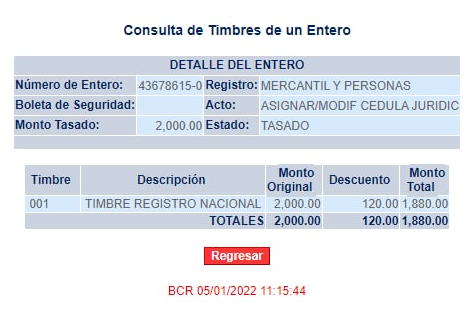 Consulta de Timbres de un Entero
DETALLE DEL ENTERO
Número de Entero: 43678615-0 Registro: MERCANTIL Y PERSONAS
Boleta de Seguridad: Acto: ASIGNAR/MODIF CEDULA JURIDIC
Monto Tasado: 2,000.00 Estado: TASADO
Timbre Descripción Monto Original Descuento Monto Total
001 TIMBRE REGISTRO NACIONAL 2,000.00 120.00 1,880.00
TOTALES 2,000.00 120.00 1,880.00
Regresar
BCR 05/01/2022 11:15:44